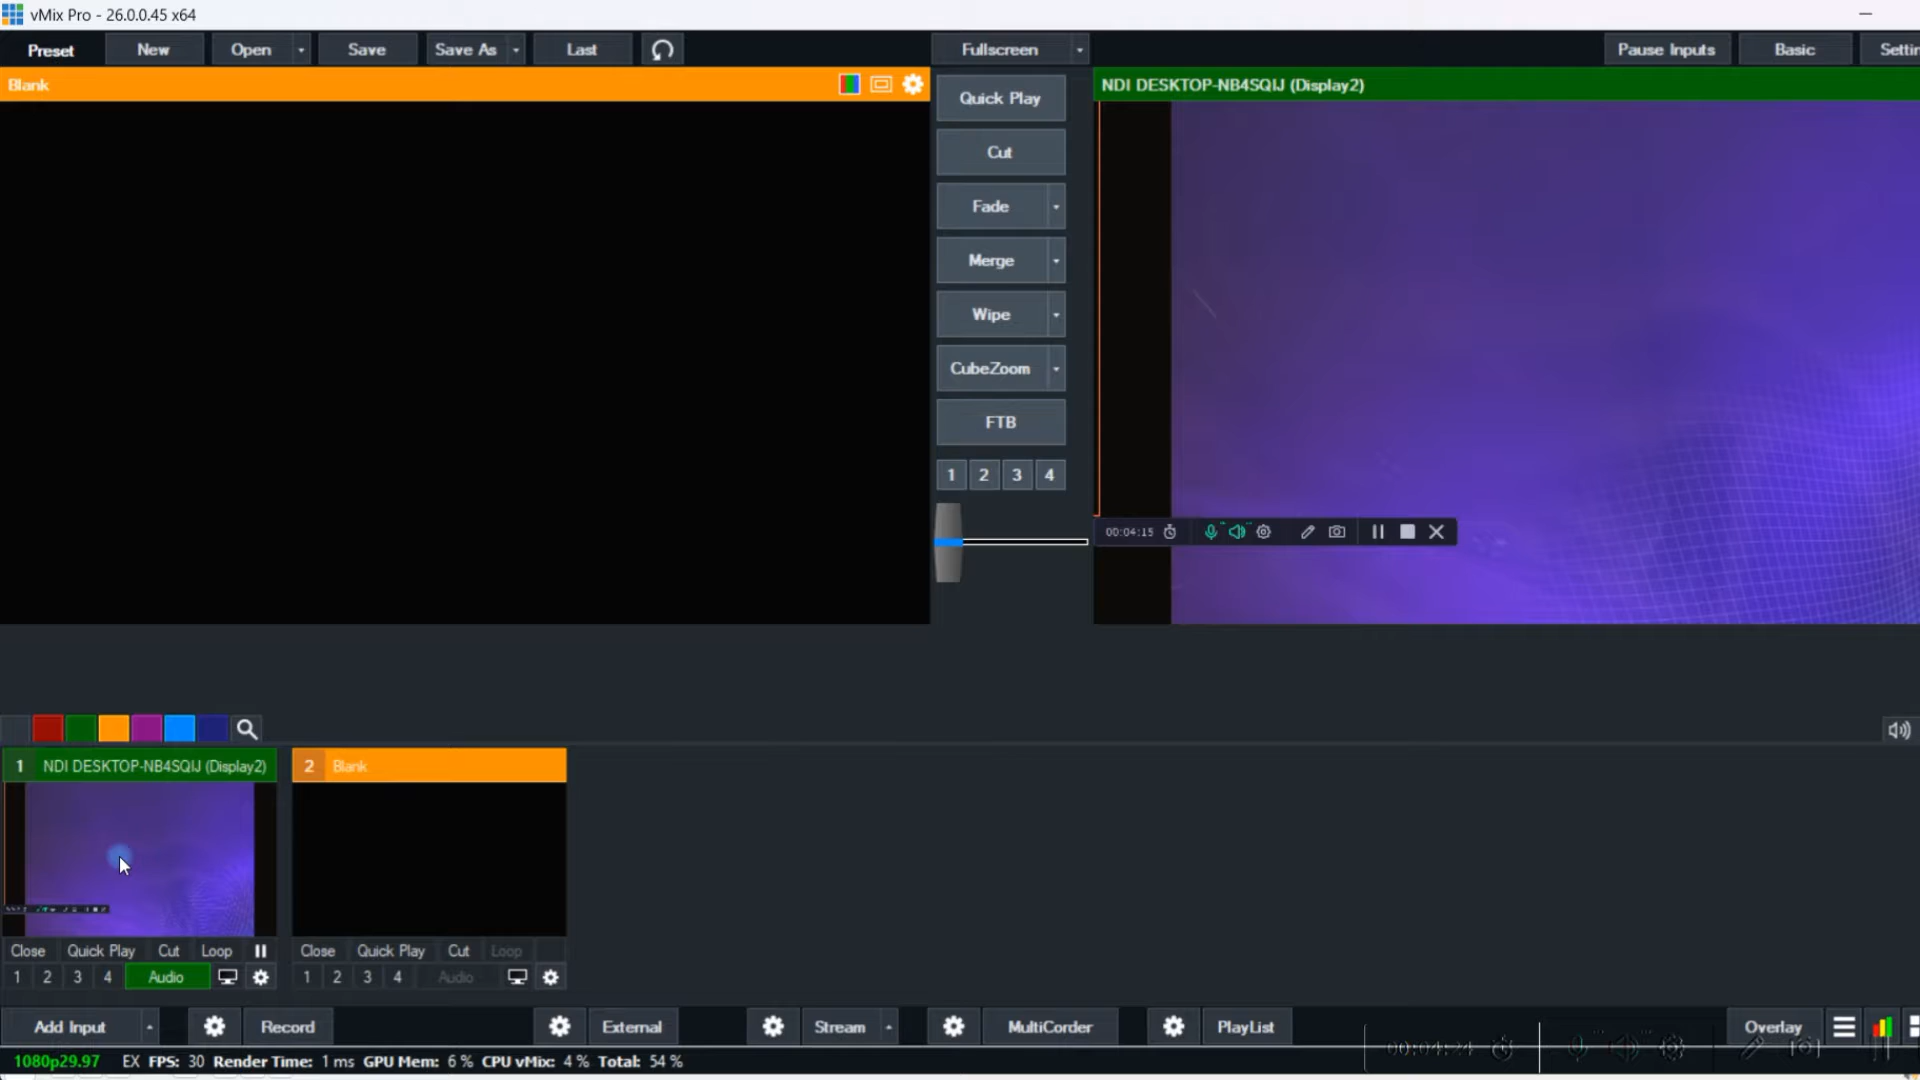 vMix Pro - 26.0.0.45 x64
Preset New Open Save Save As Last Fullscreen Pause Inputs Basic Settin
Blank
NDI DESKTOP-NB4SQIJ (Display2)
Quick Play
Cut
Fade
Merge
Wipe
CubeZoom
FTB
1 2 3 4
00:04:15
1 NDI DESKTOP-NB4SQIJ (Display2)
2 Blank
Close Quick Play Cut Loop
Close Quick Play Cut Loop
1 2 3 4 Audio
1 2 3 4 Audio
Add Input Record External Stream MultiCorder PlayList Overlay
00:04:24
1080p29.97 EX FPS: 30 Render Time: 1 ms GPU Mem: 6 % CPU vMix: 4 % Total: 54 %